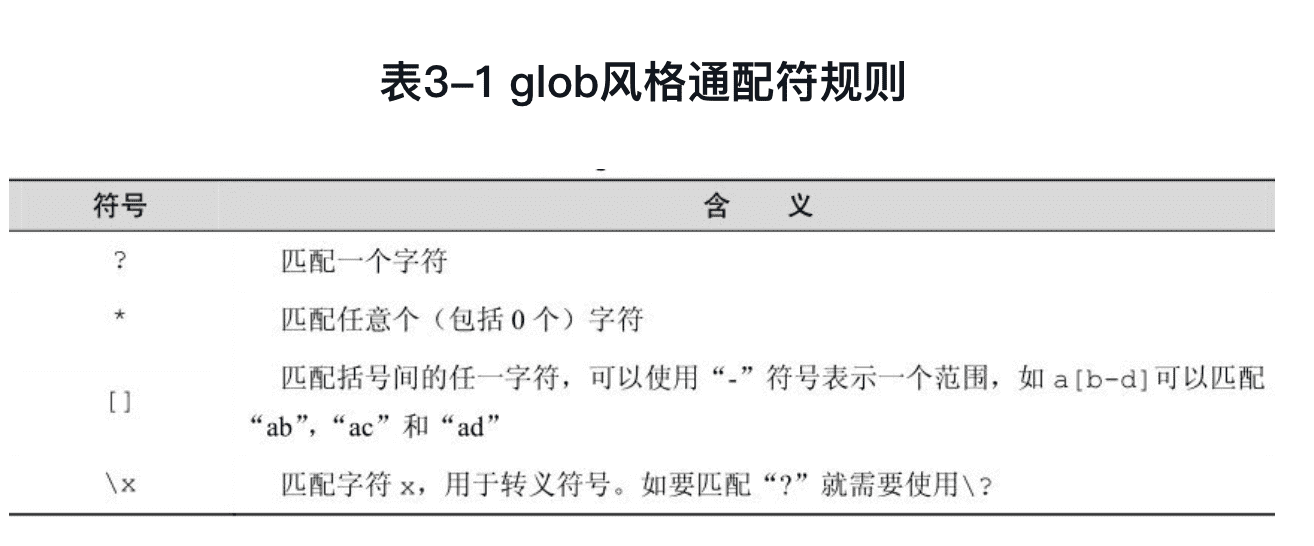 表3-1 glob风格通配符规则
符号 含 义
? 匹配一个字符
* 匹配任意个（包括 0 个）字符
[] 匹配括号间的任一字符，可以使用“-”符号表示一个范围，如 a[b-d]可以匹配
“ab”，“ac”和“ad”
\x 匹配字符 x，用于转义符号。如要匹配“?”就需要使用\?